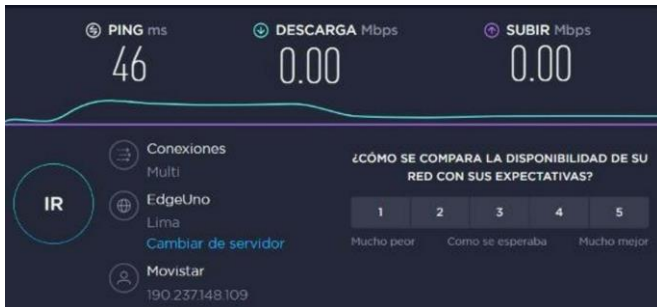 PING ms
DESCARGA Mbps
SUBIR Mbps
46
0.00
0.00
IR
Conexiones
Multi
EdgeUno
Lima
Cambiar de servidor
Movistar
190.237.148.109
¿CÓMO SE COMPARA LA DISPONIBILIDAD DE SU
RED CON SUS EXPECTATIVAS?
1 2 3 4 5
Mucho peor Como se esperaba Mucho mejor